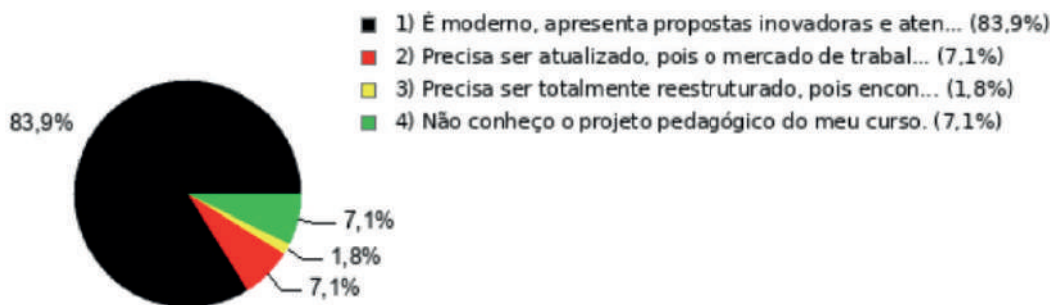 1) É moderno, apresenta propostas inovadoras e aten... (83,9%)
2) Precisa ser atualizado, pois o mercado de trabal... (7,1%)
3) Precisa ser totalmente reestruturado, pois encon... (1,8%)
4) Não conheço o projeto pedagógico do meu curso. (7,1%)
83,9%
7,1%
1,8%
7,1%